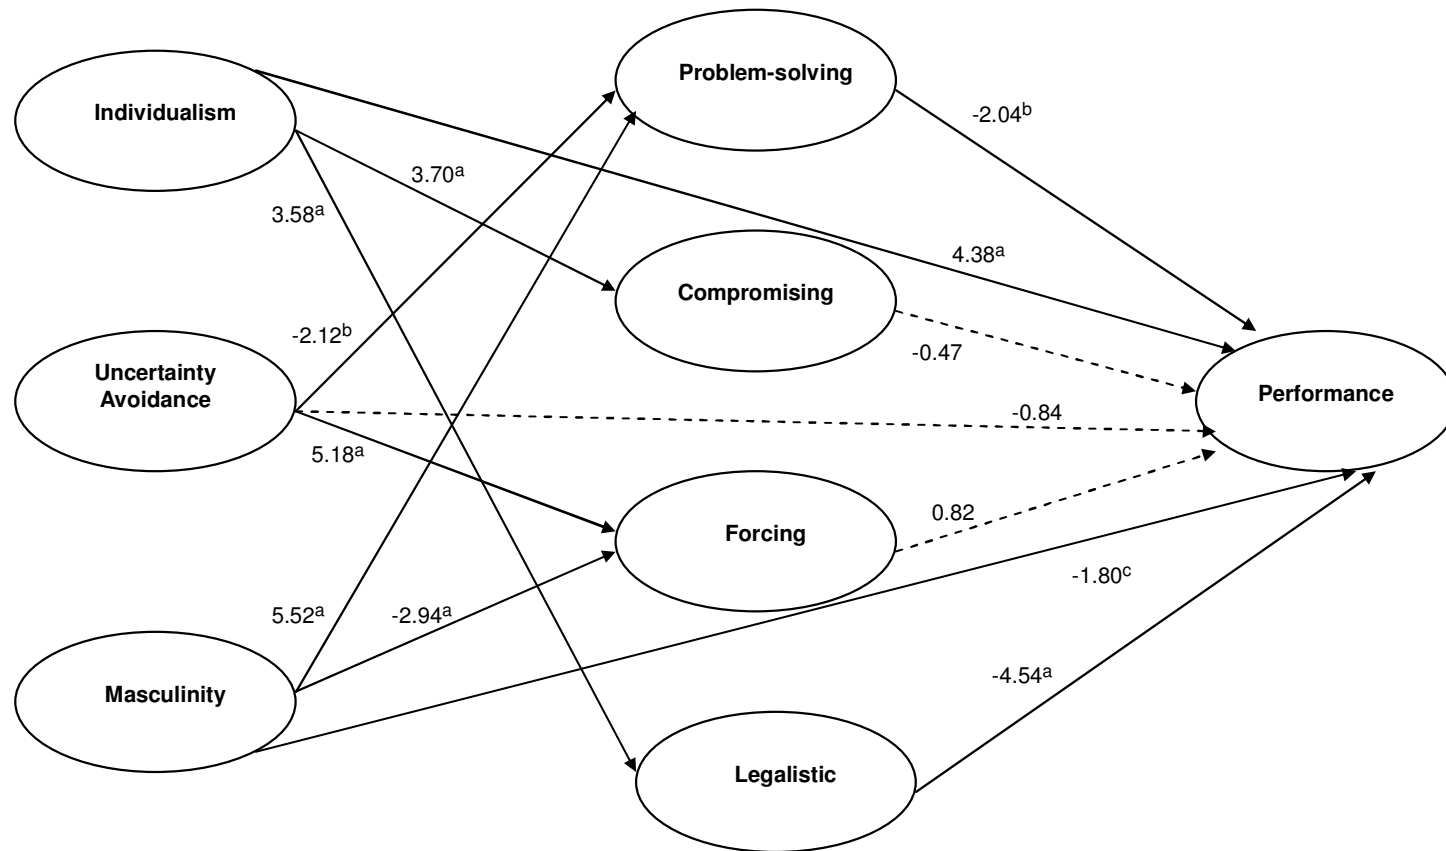 Problem-solving
Individualism
-2.04ᵇ
3.70ᵃ
3.58ᵃ
4.38ᵃ
Compromising
-2.12ᵇ
-0.47
Uncertainty
Avoidance
Performance
-0.84
5.18ᵃ
0.82
Forcing
-1.80ᶜ
5.52ᵃ
-2.94ᵃ
-4.54ᵃ
Masculinity
Legalistic